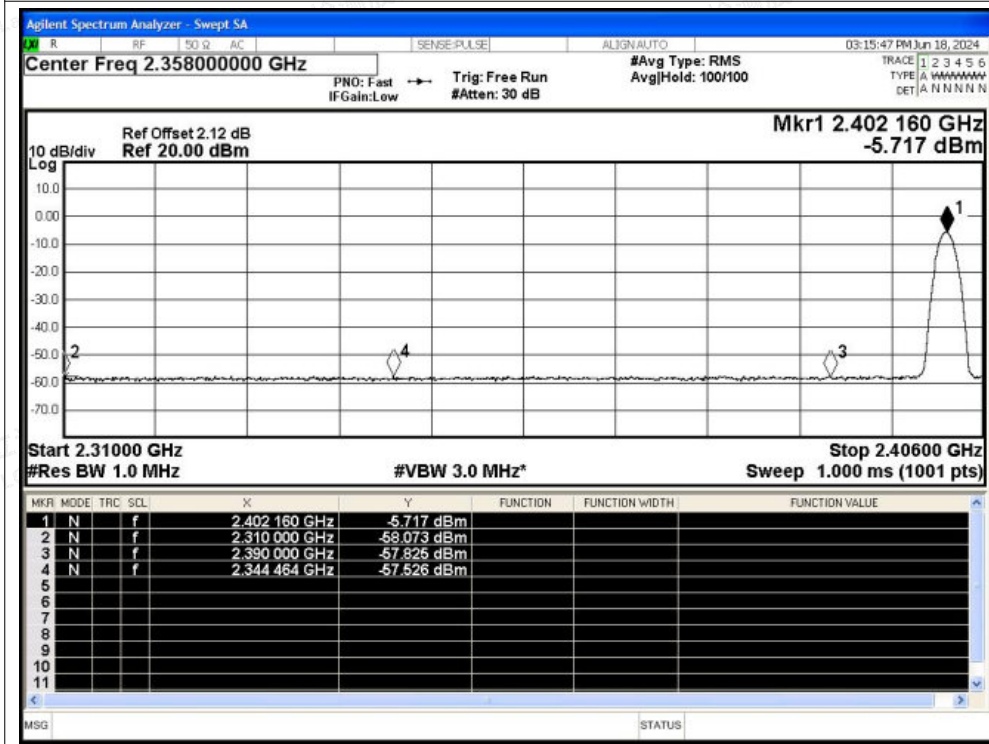 Agilent Spectrum Analyzer - Swept SA
LXI R RF 50 Ω AC SENSE:PULSE ALIGN AUTO 03:15:47 PM Jun 18, 2024
Center Freq 2.358000000 GHz #Avg Type: RMS TRACE 1 2 3 4 5 6
PNO: Fast Trig: Free Run Avg|Hold: 100/100 TYPE A WWWWW
IFGain:Low #Atten: 30 dB DET A N N N N N
Mkr1 2.402 160 GHz
-5.717 dBm
Ref Offset 2.12 dB
10 dB/div Ref 20.00 dBm
Log
10.0
0.00
-10.0
-20.0
-30.0
-40.0
-50.0
-60.0
-70.0
1
2
4
3
Start 2.31000 GHz Stop 2.40600 GHz
#Res BW 1.0 MHz #VBW 3.0 MHz* Sweep 1.000 ms (1001 pts)
MKR MODE TRC SCL X Y FUNCTION FUNCTION WIDTH FUNCTION VALUE
1 N f 2.402 160 GHz -5.717 dBm
2 N f 2.310 000 GHz -58.073 dBm
3 N f 2.390 000 GHz -57.825 dBm
4 N f 2.344 464 GHz -57.526 dBm
5
6
7
8
9
10
11
MSG STATUS